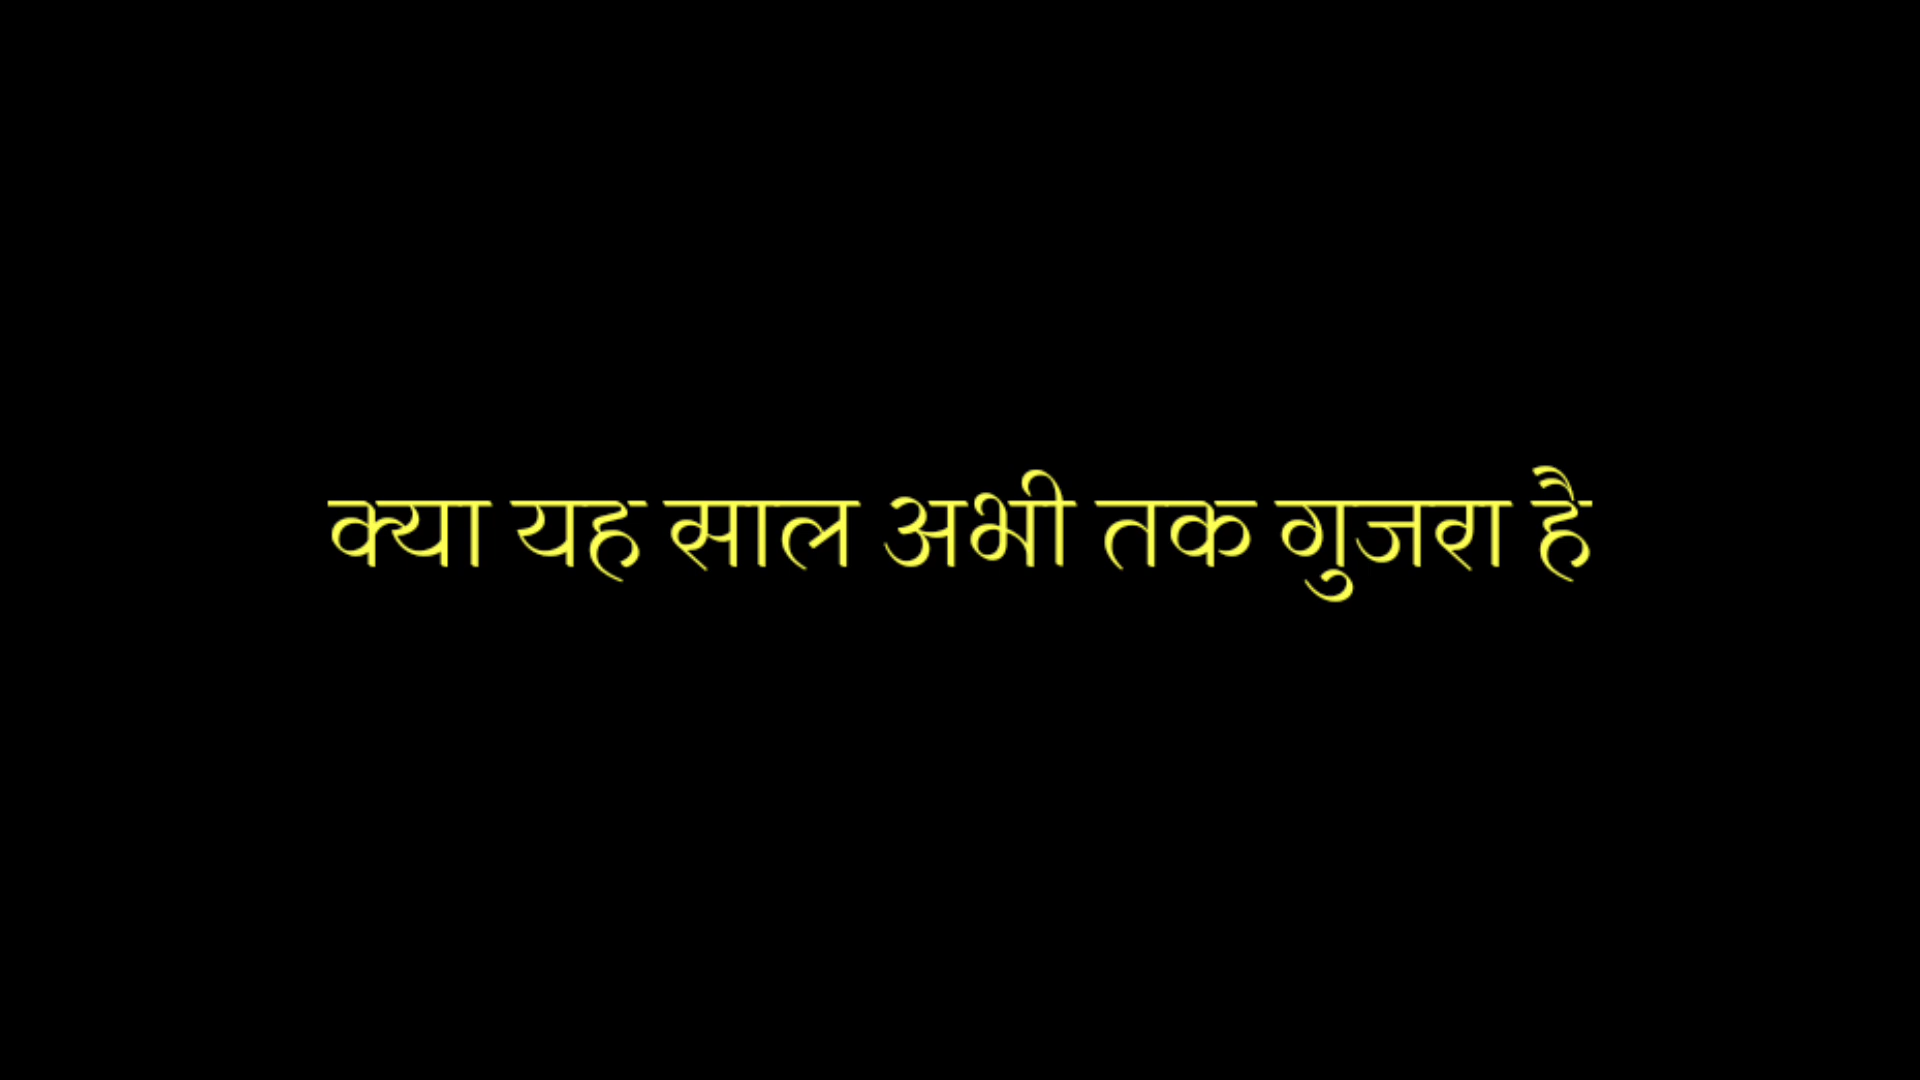 क्या यह साल अभी तक गुजरा है